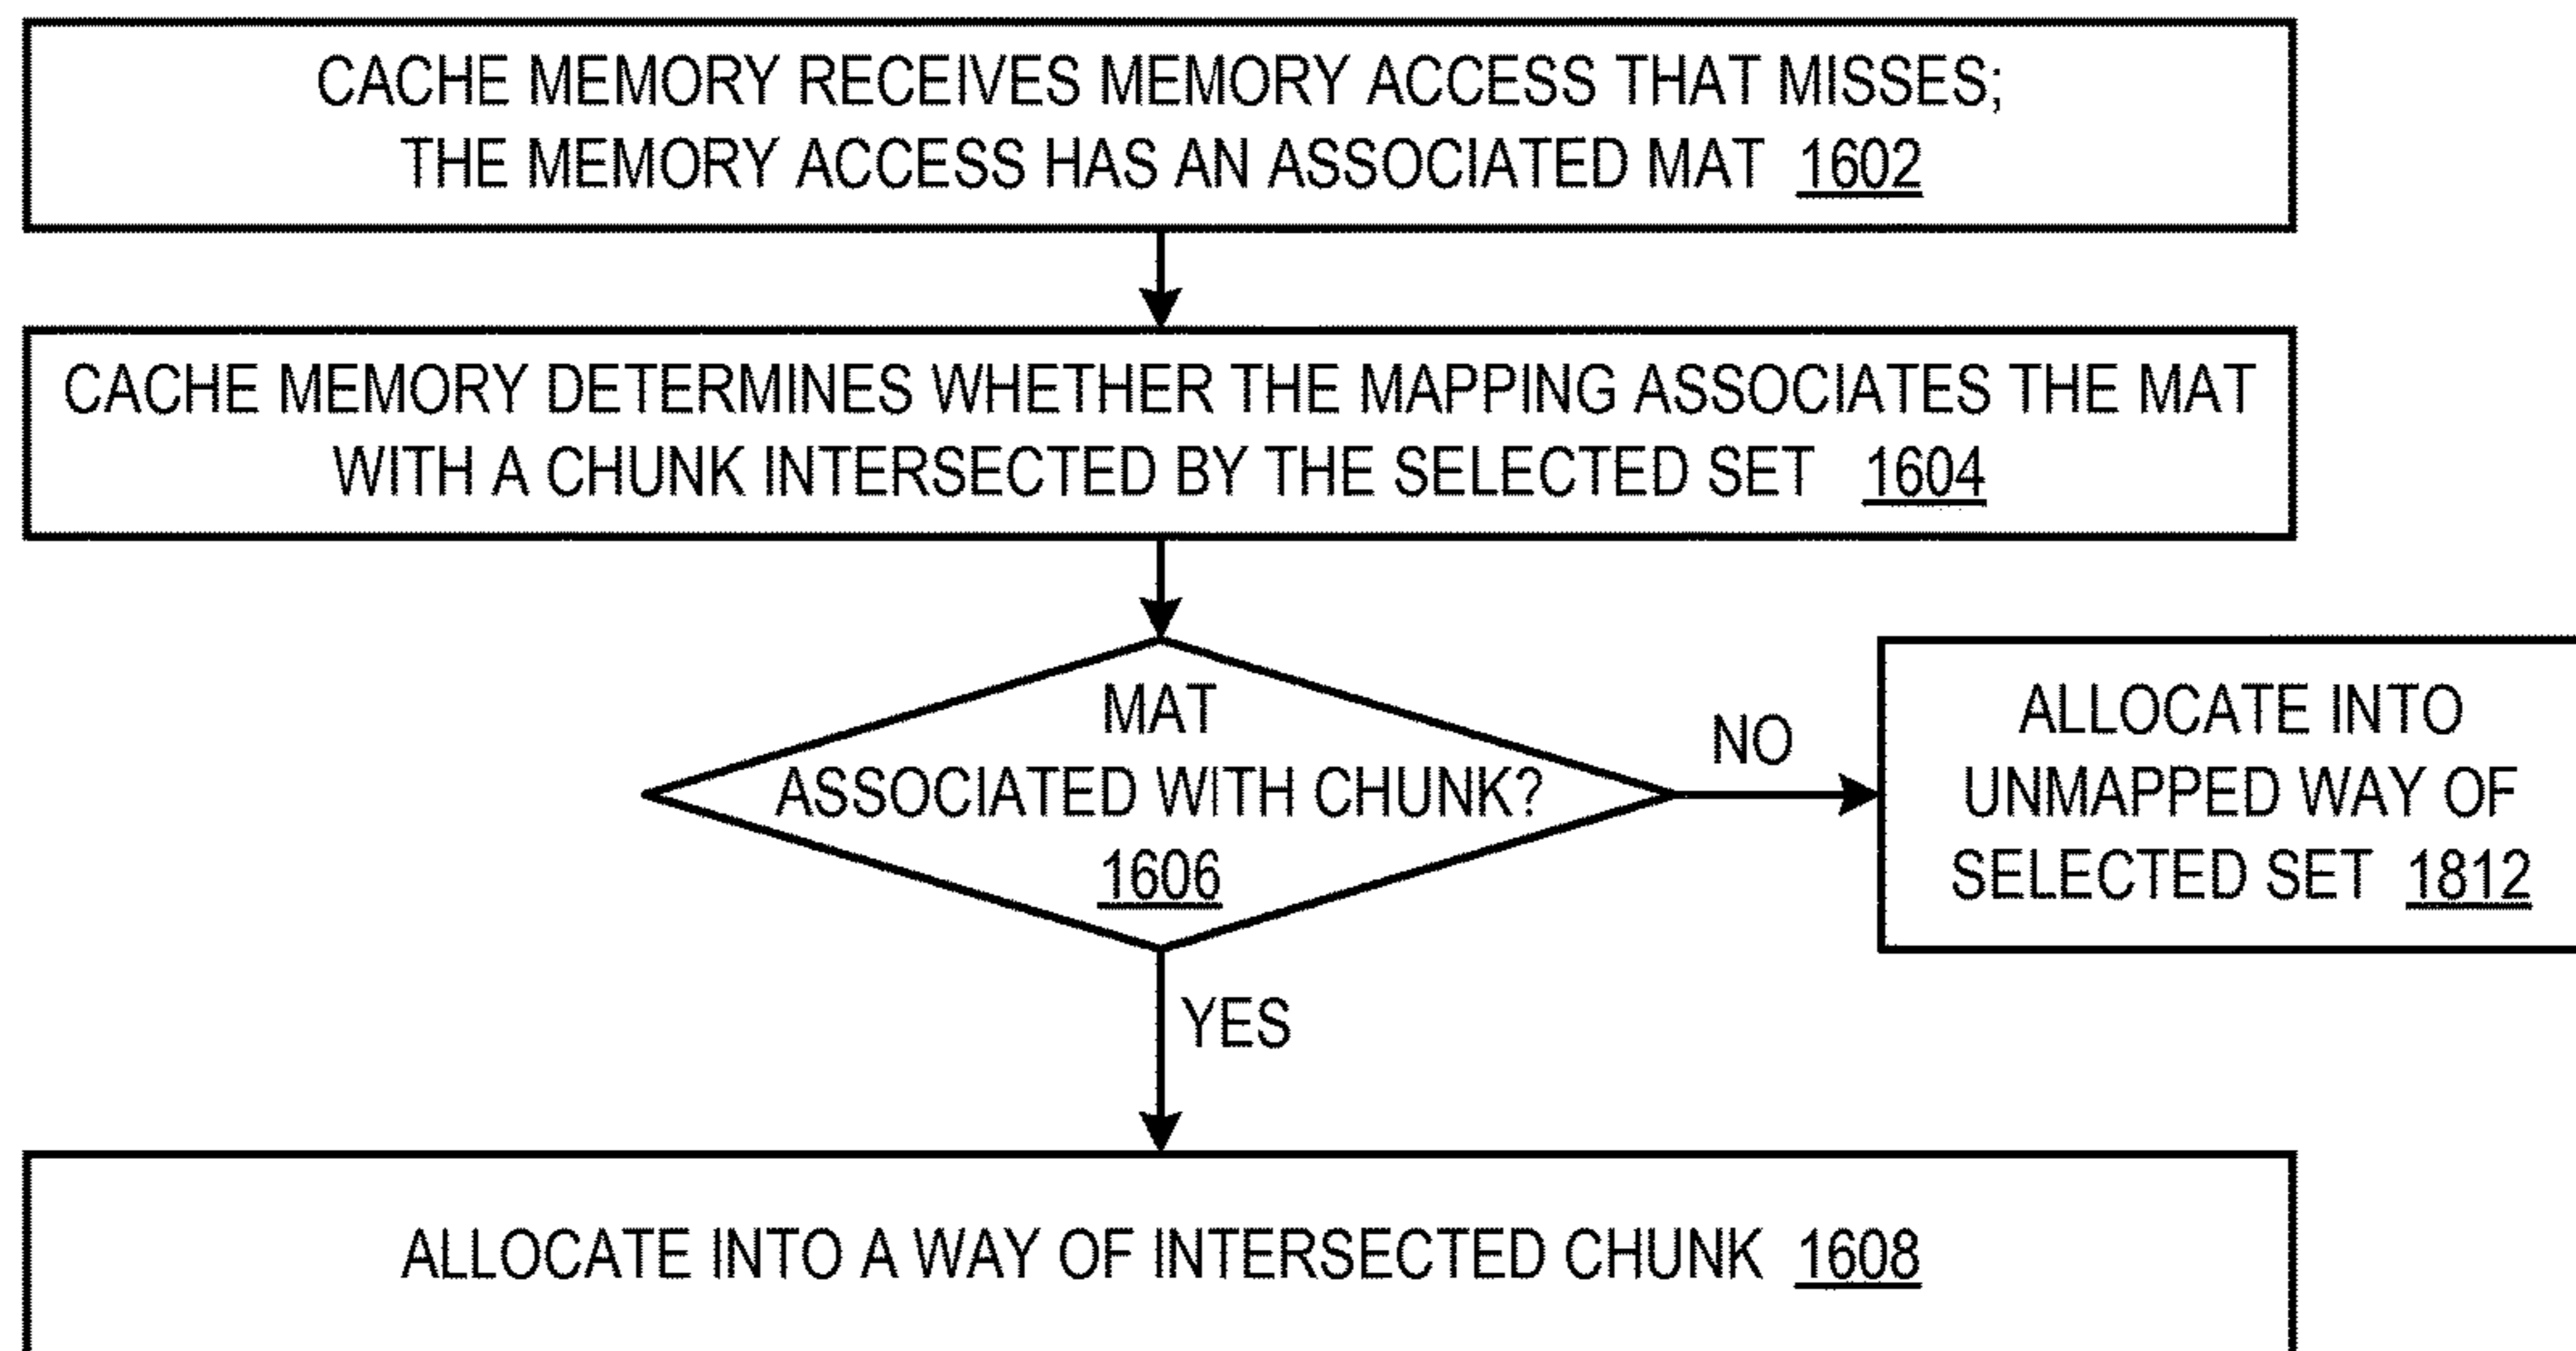 CACHE MEMORY RECEIVES MEMORY ACCESS THAT MISSES;
THE MEMORY ACCESS HAS AN ASSOCIATED MAT 1602
CACHE MEMORY DETERMINES WHETHER THE MAPPING ASSOCIATES THE MAT
WITH A CHUNK INTERSECTED BY THE SELECTED SET 1604
MAT
ASSOCIATED WITH CHUNK?
1606
NO
ALLOCATE INTO
UNMAPPED WAY OF
SELECTED SET 1812
YES
ALLOCATE INTO A WAY OF INTERSECTED CHUNK 1608